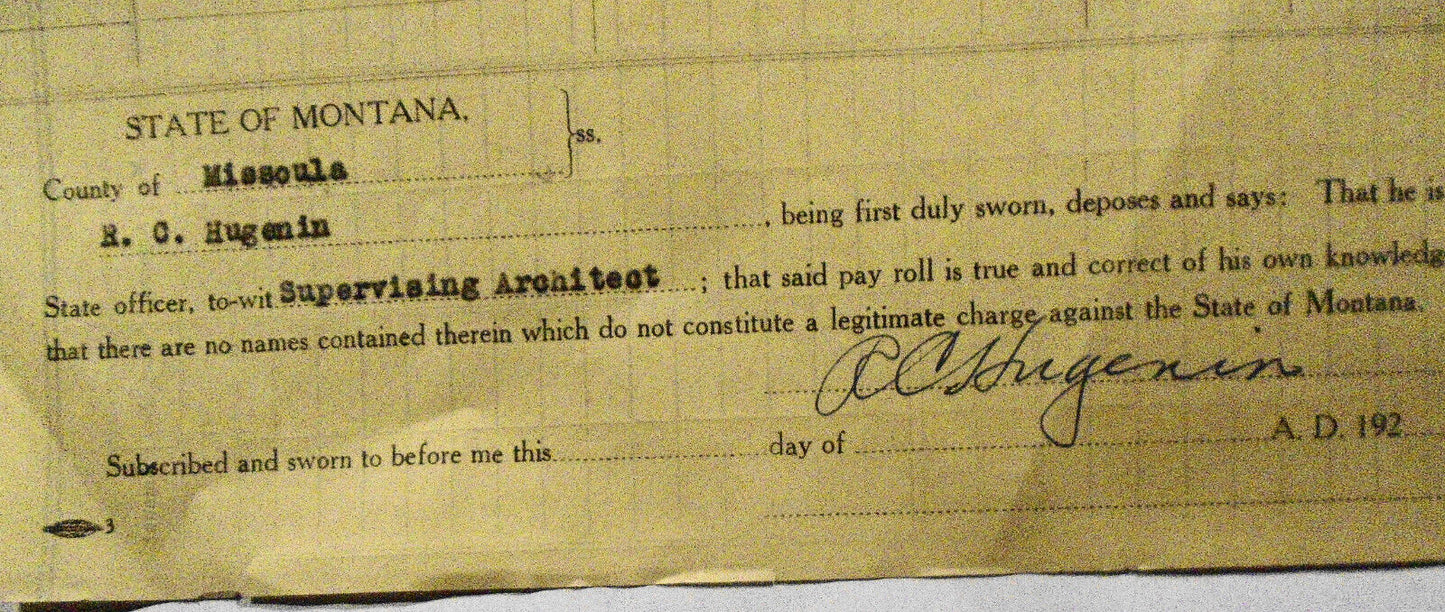 STATE OF MONTANA,
ss.
County of Missoula
R. C. Hugenin, being first duly sworn, deposes and says: That he is
State officer, to-wit Supervising Architect; that said pay roll is true and correct of his own knowledg
that there are no names contained therein which do not constitute a legitimate charge against the State of Montana.
RC Hugenin
Subscribed and sworn to before me this day of A. D. 192
3